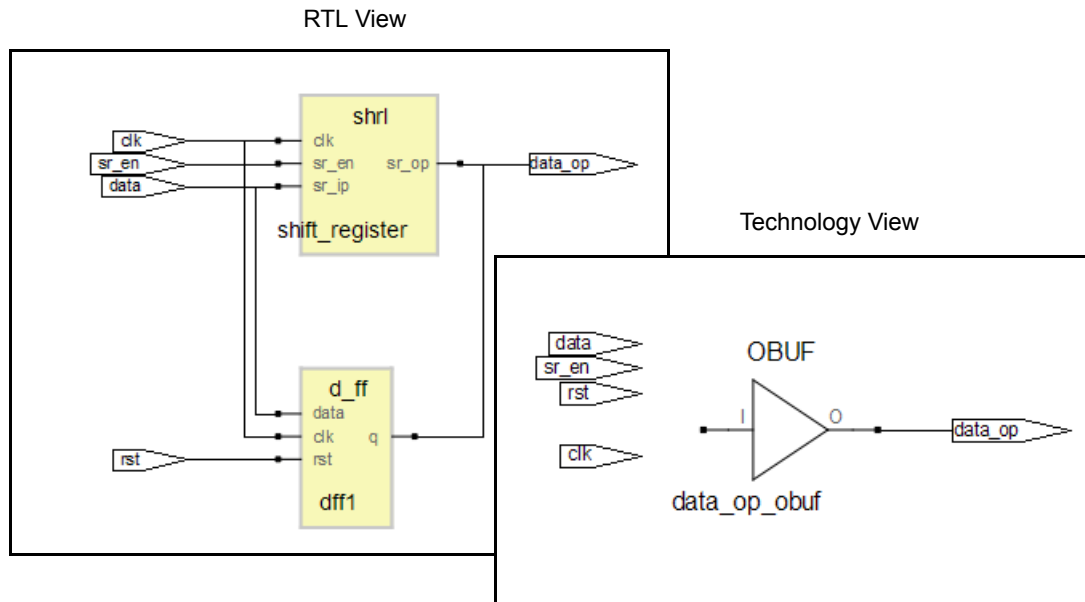 RTL View
shrl
clk
sr_en
data
clk
sr_en
sr_ip
sr_op
data_op
shift_register
d_ff
data
clk
rst
q
rst
dff1
Technology View
data
sr_en
rst
clk
OBUF
I
O
data_op
data_op_obuf